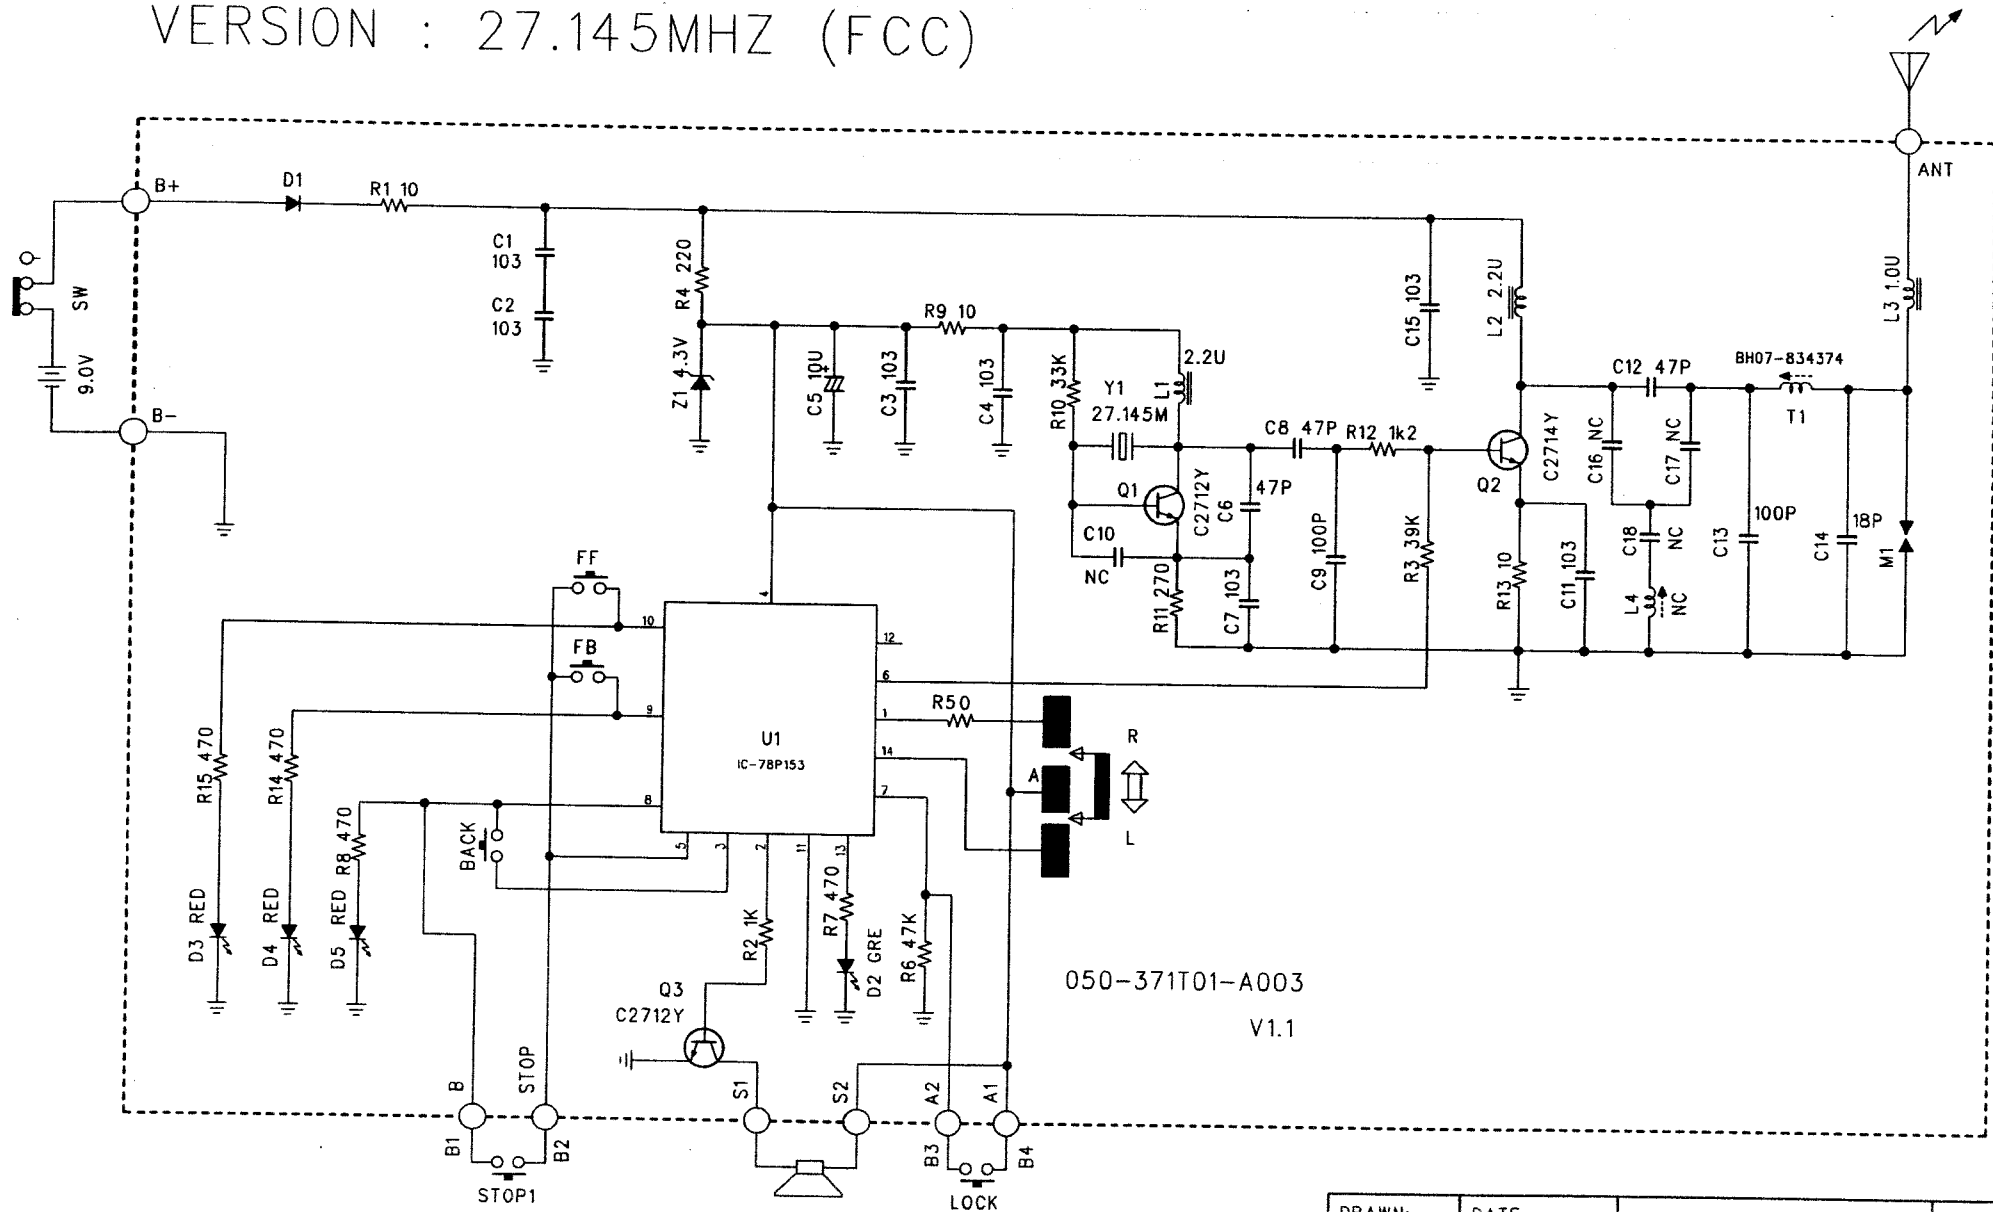 VERSION : 27.145MHZ (FCC)
ANT
B+
D1
R1 10
C1
103
C2
103
SW
9.0V
B-
R4 220
Z1 4.3V
C5 10U
+
C3 103
R9 10
C4 103
R10 33K
Y1
27.145M
L1
2.2U
C15 103
L2 2.2U
L3 1.0U
C12 47P
BH07-834374
T1
C8 47P
R12 1k2
Q1
C2712Y
C6
47P
C10
NC
R11 270
C7 103
C9 100P
R3 39K
Q2
C2714Y
R13 10
C11 103
C16 NC
C17 NC
C18
NC
L4
NC
C13
100P
C14
18P
M1
FF
FB
10
9
8
4
12
6
1
14
7
5
3
2
11
13
U1
IC-78P153
R50
R
A
L
R15 470
R14 470
R8 470
BACK
D3 RED
D4 RED
D5 RED
R2 1K
R7 470
D2 GRE
R6 47K
Q3
C2712Y
050-371T01-A003
V1.1
B
STOP
S1
S2
A2
A1
B1
B2
B3
B4
STOP1
LOCK
DRAWN:
DATE